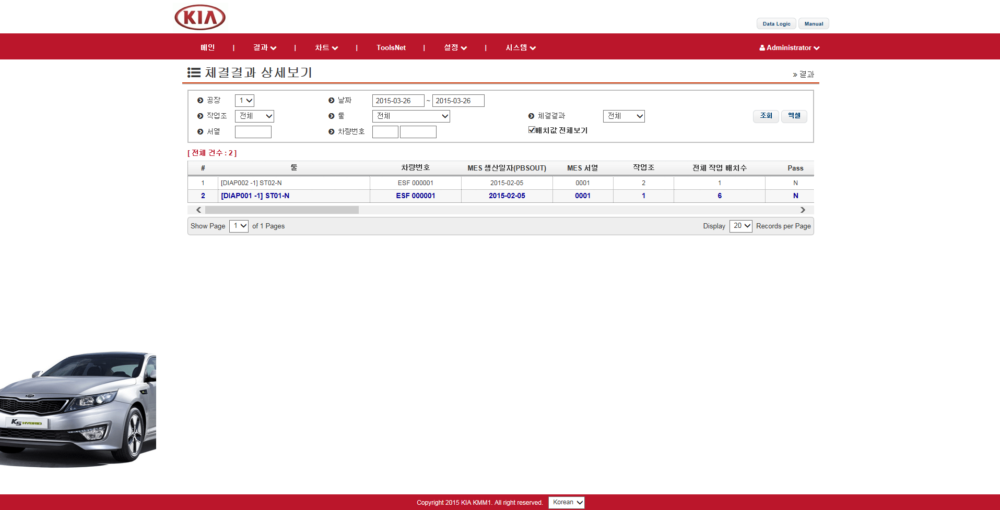 KIA
Data Logic Manual
메인 | 결과 | 차트 | ToolsNet | 설정 | 시스템 Administrator
체결결과 상세보기 » 결과
공장 1 날짜 2015-03-26 ~ 2015-03-26
작업조 전체 툴 전체 체결결과 전체 조회 엑셀
서열 차량번호 배치값 전체보기
[ 전체 건수 : 2 ]
# 툴 차량번호 MES 생산일자(PBSOUT) MES 서열 작업조 전체 작업 배치수 Pass
1 [DIAP002 -1] ST02-N ESF 000001 2015-02-05 0001 2 1 N
2 [DIAP001 -1] ST01-N ESF 000001 2015-02-05 0001 1 6 N
Show Page 1 of 1 Pages Display 20 Records per Page
K5 HYBRID
Copyright 2015 KIA KMM1. All right reserved. Korean